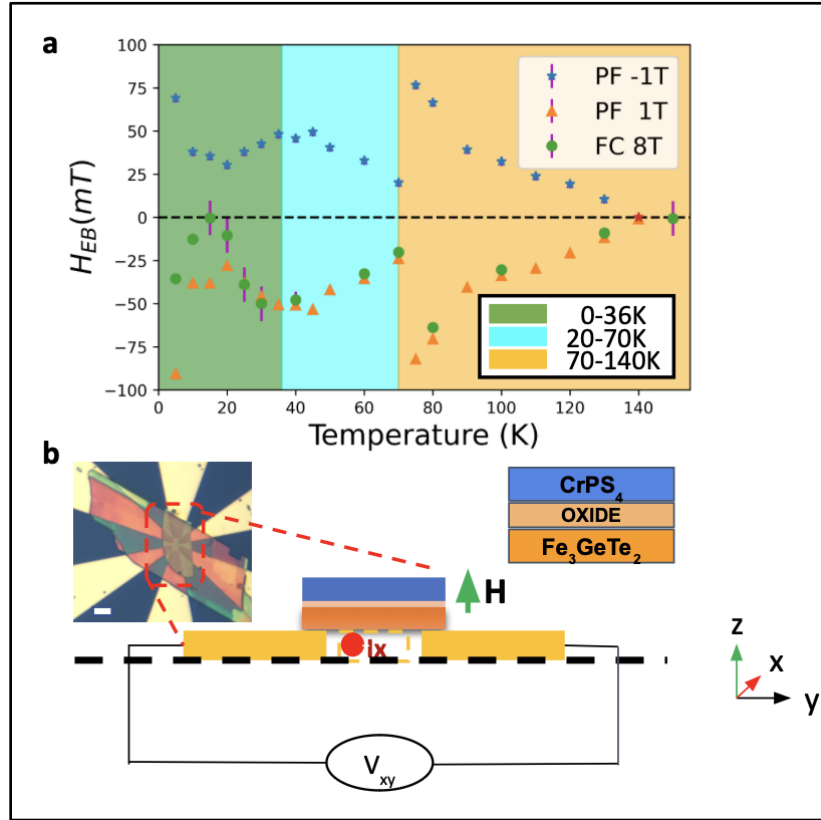 a
100
75
50
25
0
−25
−50
−75
−100
H_EB(mT)
PF -1T
PF 1T
FC 8T
0-36K
20-70K
70-140K
0 20 40 60 80 100 120 140
Temperature (K)
b
CrPS₄
OXIDE
Fe₃GeTe₂
H
Ix
z
x
y
V_xy